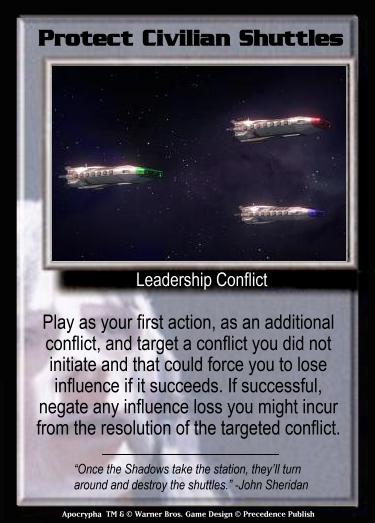 Protect Civilian Shuttles
Leadership Conflict
Play as your first action, as an additional
conflict, and target a conflict you did not
initiate and that could force you to lose
influence if it succeeds. If successful,
negate any influence loss you might incur
from the resolution of the targeted conflict.
"Once the Shadows take the station, they'll turn
around and destroy the shuttles." -John Sheridan
Apocrypha TM & © Warner Bros. Game Design © Precedence Publish